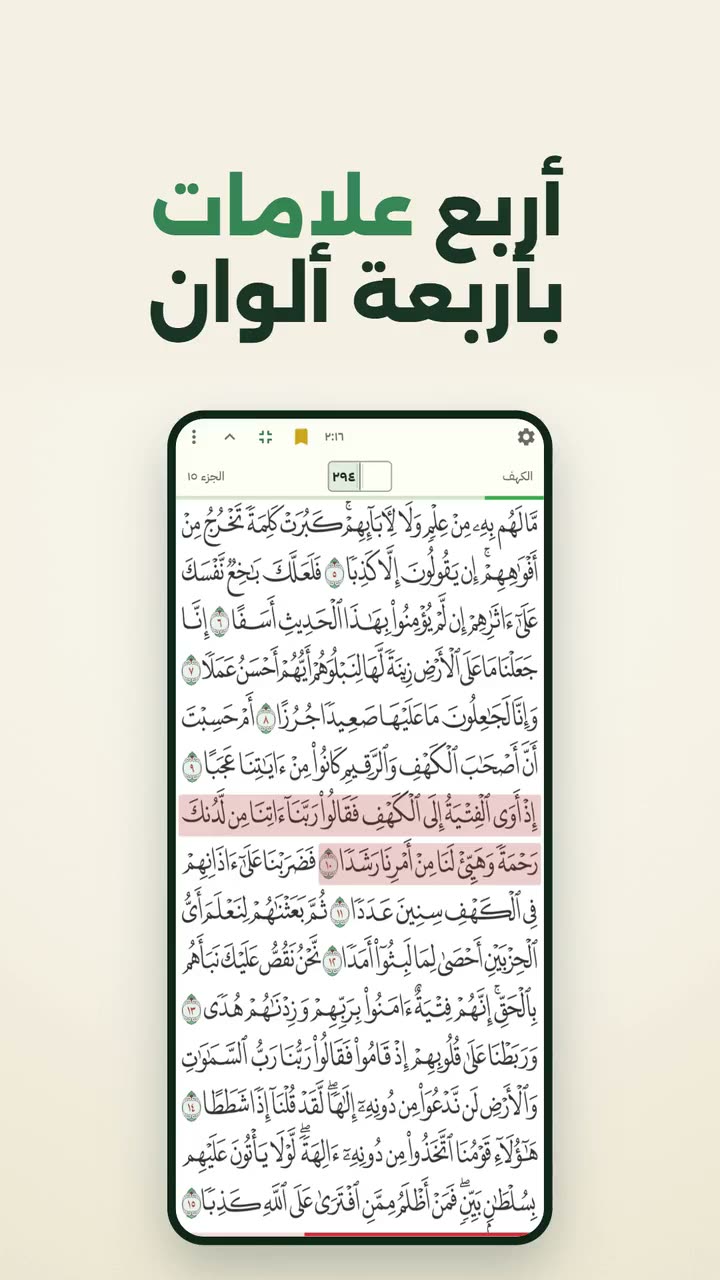 أربع علامات
بأربعة ألوان
٢:١٦
الكهف
٢٩٤
الجزء ١٥
مَّا لَهُم بِهِۦ مِنْ عِلْمٍ وَلَا لِأٓبَآئِهِمْ ۚ كَبُرَتْ كَلِمَةً تَخْرُجُ مِنْ
أَفْوَٰهِهِمْ ۚ إِن يَقُولُونَ إِلَّا كَذِبًا ٥ فَلَعَلَّكَ بَـٰخِعٌ نَّفْسَكَ
عَلَىٰٓ ءَاثَـٰرِهِمْ إِن لَّمْ يُؤْمِنُوا۟ بِهَـٰذَا ٱلْحَدِيثِ أَسَفًا ٦ إِنَّا
جَعَلْنَا مَا عَلَى ٱلْأَرْضِ زِينَةً لَّهَا لِنَبْلُوَهُمْ أَيُّهُمْ أَحْسَنُ عَمَلًا ٧
وَإِنَّا لَجَـٰعِلُونَ مَا عَلَيْهَا صَعِيدًا جُرُزًا ٨ أَمْ حَسِبْتَ
أَنَّ أَصْحَـٰبَ ٱلْكَهْفِ وَٱلرَّقِيمِ كَانُوا۟ مِنْ ءَايَـٰتِنَا عَجَبًا ٩
إِذْ أَوَى ٱلْفِتْيَةُ إِلَى ٱلْكَهْفِ فَقَالُوا۟ رَبَّنَآ ءَاتِنَا مِن لَّدُنكَ
رَحْمَةً وَهَيِّئْ لَنَا مِنْ أَمْرِنَا رَشَدًا ١٠ فَضَرَبْنَا عَلَىٰٓ ءَاذَانِهِمْ
فِى ٱلْكَهْفِ سِنِينَ عَدَدًا ١١ ثُمَّ بَعَثْنَـٰهُمْ لِنَعْلَمَ أَىُّ
ٱلْحِزْبَيْنِ أَحْصَىٰ لِمَا لَبِثُوٓا۟ أَمَدًا ١٢ نَّحْنُ نَقُصُّ عَلَيْكَ نَبَأَهُم
بِٱلْحَقِّ ۚ إِنَّهُمْ فِتْيَةٌ ءَامَنُوا۟ بِرَبِّهِمْ وَزِدْنَـٰهُمْ هُدًى ١٣
وَرَبَطْنَا عَلَىٰ قُلُوبِهِمْ إِذْ قَامُوا۟ فَقَالُوا۟ رَبُّنَا رَبُّ ٱلسَّمَـٰوَٰتِ
وَٱلْأَرْضِ لَن نَّدْعُوَا۟ مِن دُونِهِۦٓ إِلَـٰهًا ۖ لَّقَدْ قُلْنَآ إِذًا شَطَطًا ١٤
هَـٰٓؤُلَآءِ قَوْمُنَا ٱتَّخَذُوا۟ مِن دُونِهِۦٓ ءَالِهَةً ۖ لَّوْلَا يَأْتُونَ عَلَيْهِم
بِسُلْطَـٰنٍۭ بَيِّنٍ ۖ فَمَنْ أَظْلَمُ مِمَّنِ ٱفْتَرَىٰ عَلَى ٱللَّهِ كَذِبًا ١٥